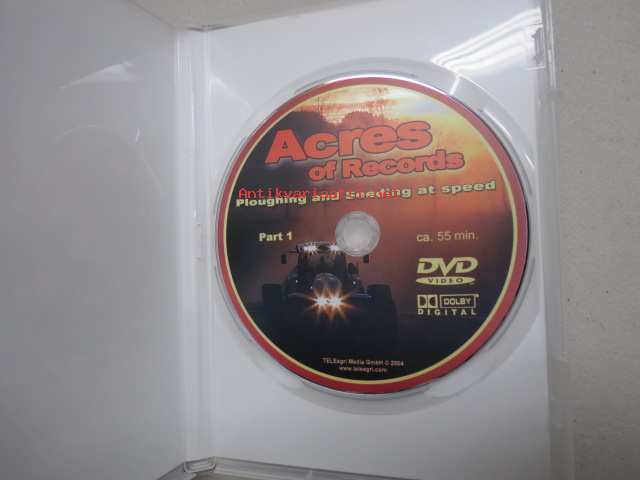 Acres
of Records
Ploughing and Seeding at speed
Part 1
ca. 55 min.
DVD
VIDEO
DOLBY
DIGITAL
TELEagri Media GmbH © 2004
www.teleagri.com